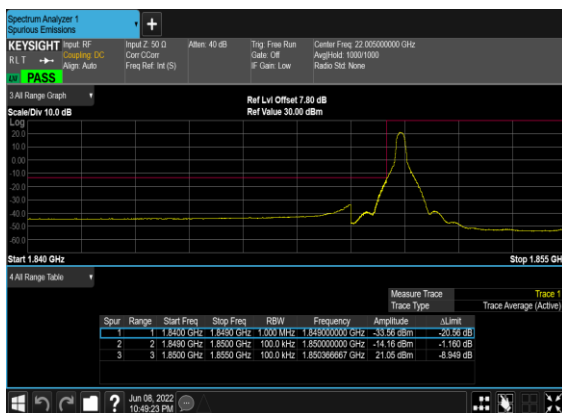 Spectrum Analyzer 1
Spurious Emissions
KEYSIGHT Input: RF Input Z: 50 Ω Atten: 40 dB Trig: Free Run Center Freq: 22.005000000 GHz
RLT Coupling: DC Corr CCorr Gate: Off Avg|Hold: 1000/1000
Align: Auto Freq Ref: Int (S) IF Gain: Low Radio Std: None
PASS
3 All Range Graph Ref Lvl Offset 7.80 dB
Scale/Div 10.0 dB Ref Value 30.00 dBm
Log
20.0
10.0
0.00
-10.0
-20.0
-30.0
-40.0
-50.0
-60.0
Start 1.840 GHz Stop 1.855 GH
4 All Range Table
Measure Trace Trace 1
Trace Type Trace Average (Active)
Spur Range Start Freq Stop Freq RBW Frequency Amplitude ΔLimit
1 1 1.8400 GHz 1.8490 GHz 1.000 MHz 1.849000000 GHz -33.56 dBm -20.56 dB
2 2 1.8490 GHz 1.8500 GHz 100.0 kHz 1.850000000 GHz -14.16 dBm -1.160 dB
3 3 1.8500 GHz 1.8550 GHz 100.0 kHz 1.850366667 GHz 21.05 dBm -8.949 dB
? Jun 08, 2022
10:49:23 PM